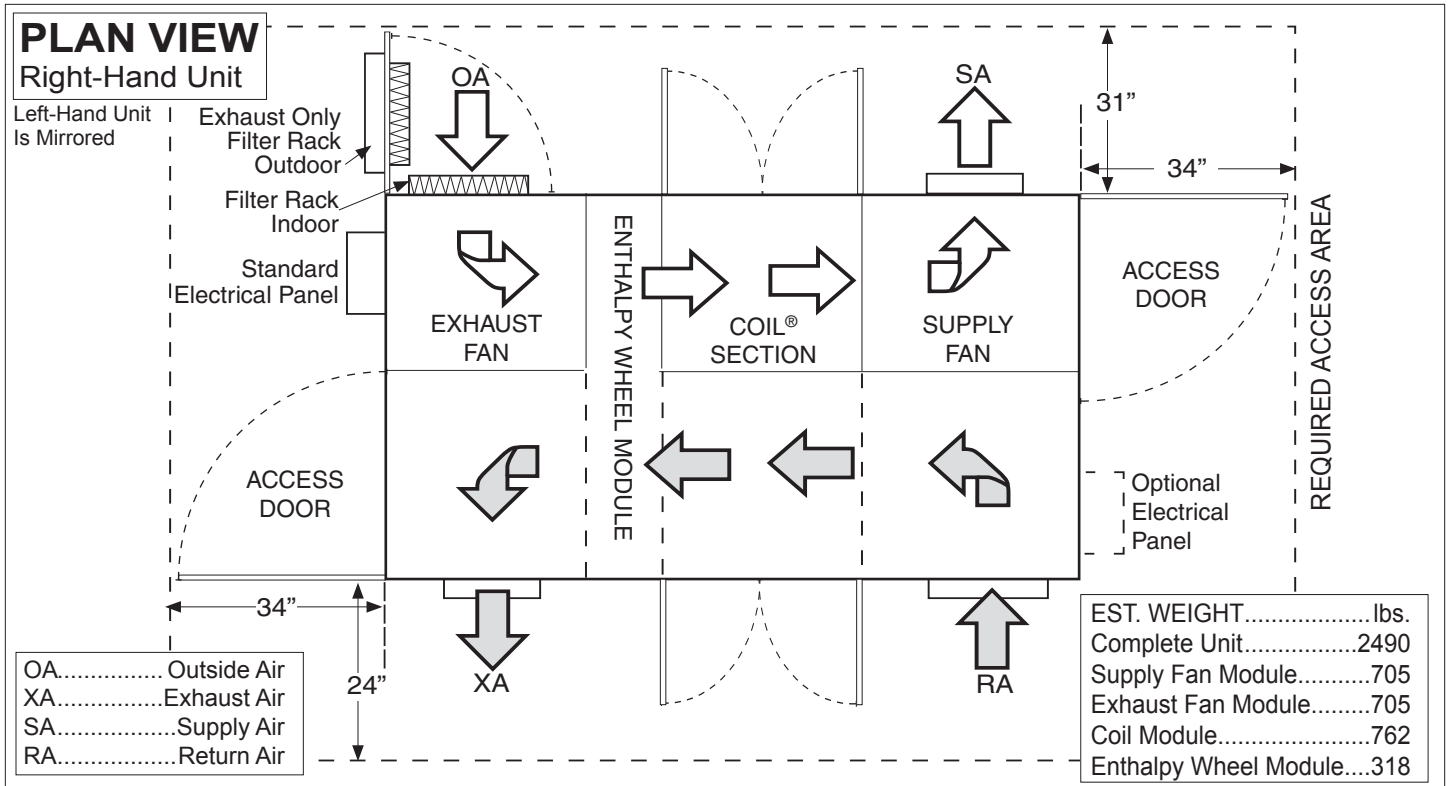 PLAN VIEW
Right-Hand Unit
Left-Hand Unit
Is Mirrored
Exhaust Only
Filter Rack
Outdoor
Filter Rack
Indoor
Standard
Electrical Panel
OA
SA
31”
34”
EXHAUST
FAN
ENTHALPY WHEEL MODULE
COIL®
SECTION
SUPPLY
FAN
ACCESS
DOOR
REQUIRED ACCESS AREA
ACCESS
DOOR
Optional
Electrical
Panel
34”
24”
XA
RA
OA................Outside Air
XA..............Exhaust Air
SA.................Supply Air
RA.................Return Air
EST. WEIGHT...................lbs.
Complete Unit.................2490
Supply Fan Module..........705
Exhaust Fan Module........705
Coil Module......................762
Enthalpy Wheel Module....318